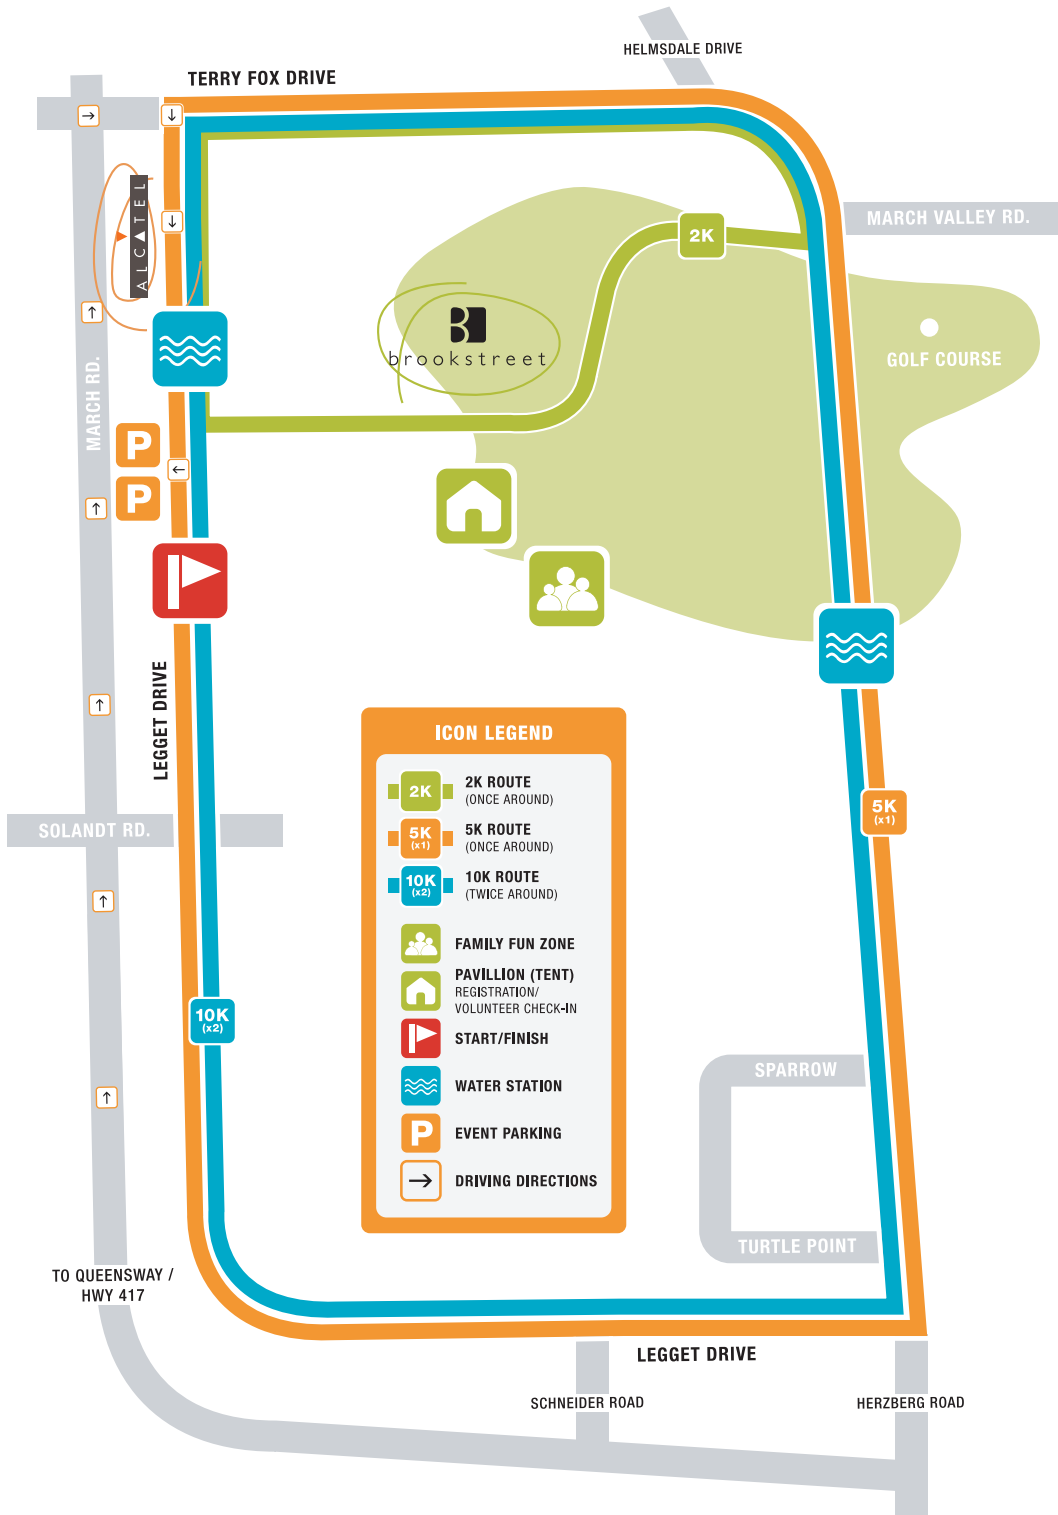 HELMSDALE DRIVE
TERRY FOX DRIVE
ALCATEL
MARCH VALLEY RD.
2K
brookstreet
GOLF COURSE
MARCH RD.
P
P
LEGGET DRIVE
ICON LEGEND
2K
2K ROUTE
(ONCE AROUND)
5K
(x1)
5K ROUTE
(ONCE AROUND)
10K
(x2)
10K ROUTE
(TWICE AROUND)
FAMILY FUN ZONE
PAVILLION (TENT)
REGISTRATION/
VOLUNTEER CHECK-IN
START/FINISH
WATER STATION
P
EVENT PARKING
DRIVING DIRECTIONS
5K
(x1)
SOLANDT RD.
10K
(x2)
SPARROW
TURTLE POINT
TO QUEENSWAY /
HWY 417
LEGGET DRIVE
SCHNEIDER ROAD
HERZBERG ROAD